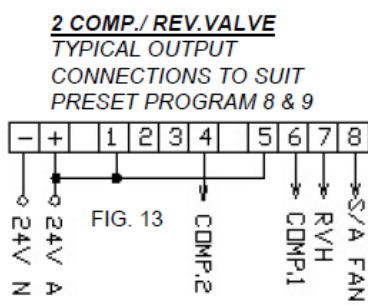 2 COMP./ REV.VALVE
TYPICAL OUTPUT
CONNECTIONS TO SUIT
PRESET PROGRAM 8 & 9
- + 1 2 3 4 5 6 7 8
FIG. 13
24V N
24V A
COMP.2
COMP.1
RVH
S/A FAN